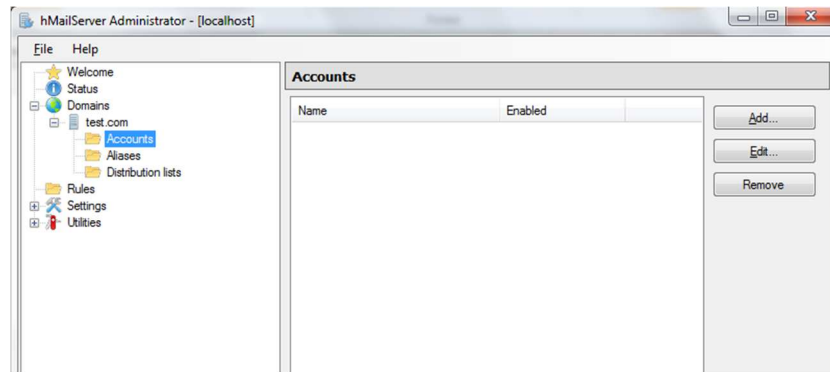 hMailServer Administrator - [localhost]
File Help
Welcome
Status
Domains
test.com
Accounts
Aliases
Distribution lists
Rules
Settings
Utilities
Accounts
Name Enabled
Add...
Edit...
Remove